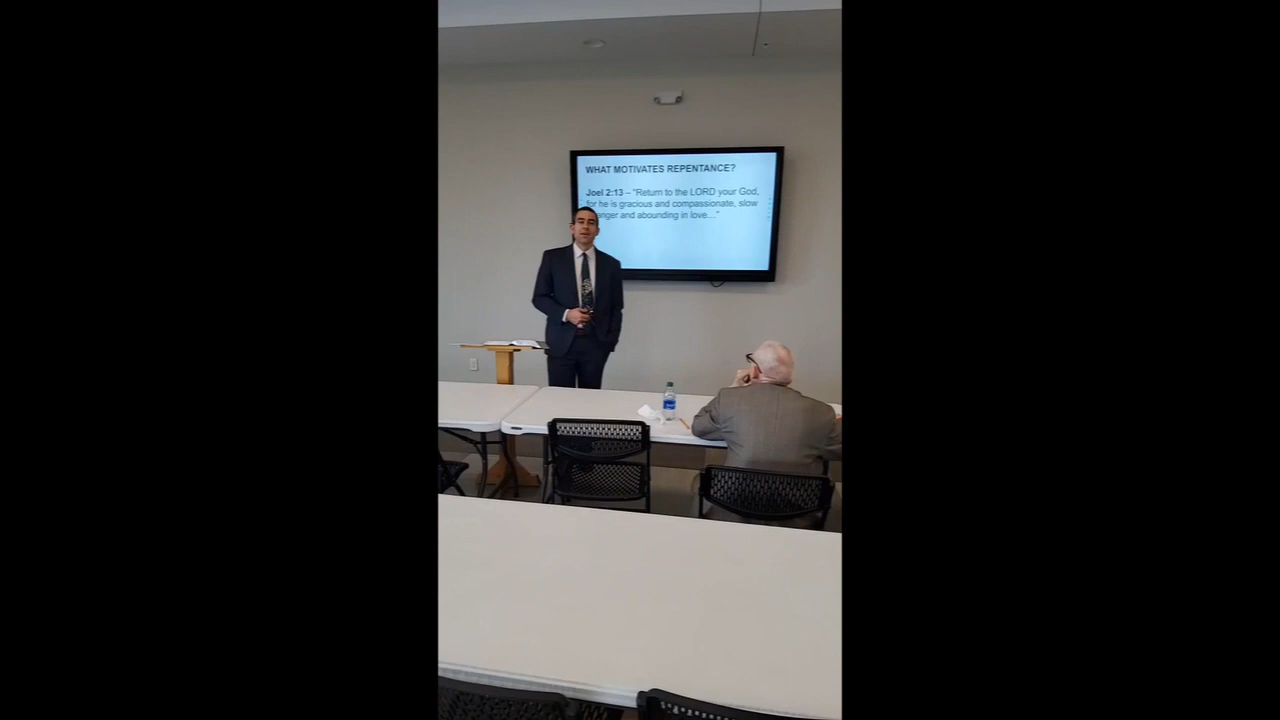 WHAT MOTIVATES REPENTANCE?
Joel 2:13 – “Return to the LORD your God,
for he is gracious and compassionate, slow
anger and abounding in love…”